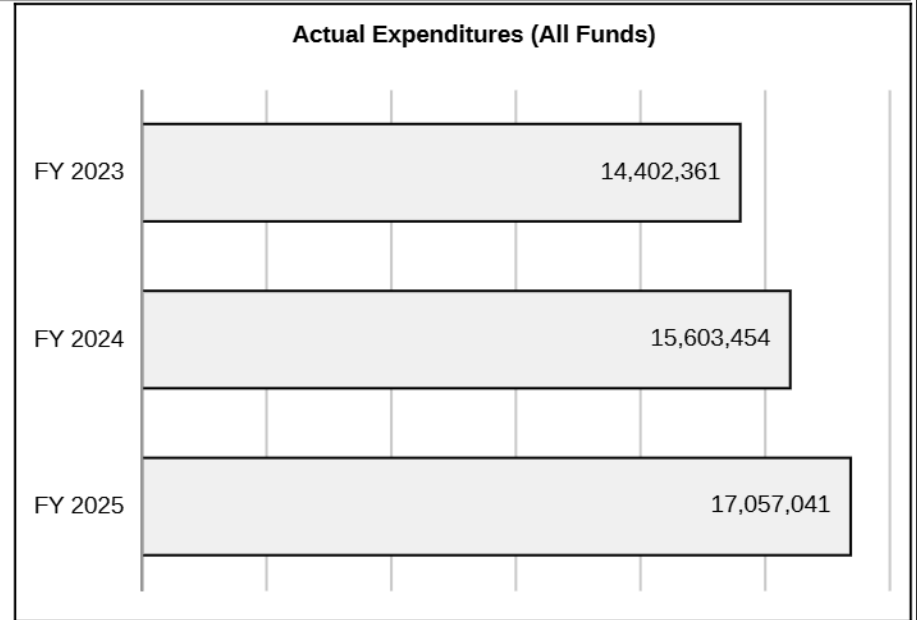 Actual Expenditures (All Funds)
FY 2023 14,402,361
FY 2024 15,603,454
FY 2025 17,057,041